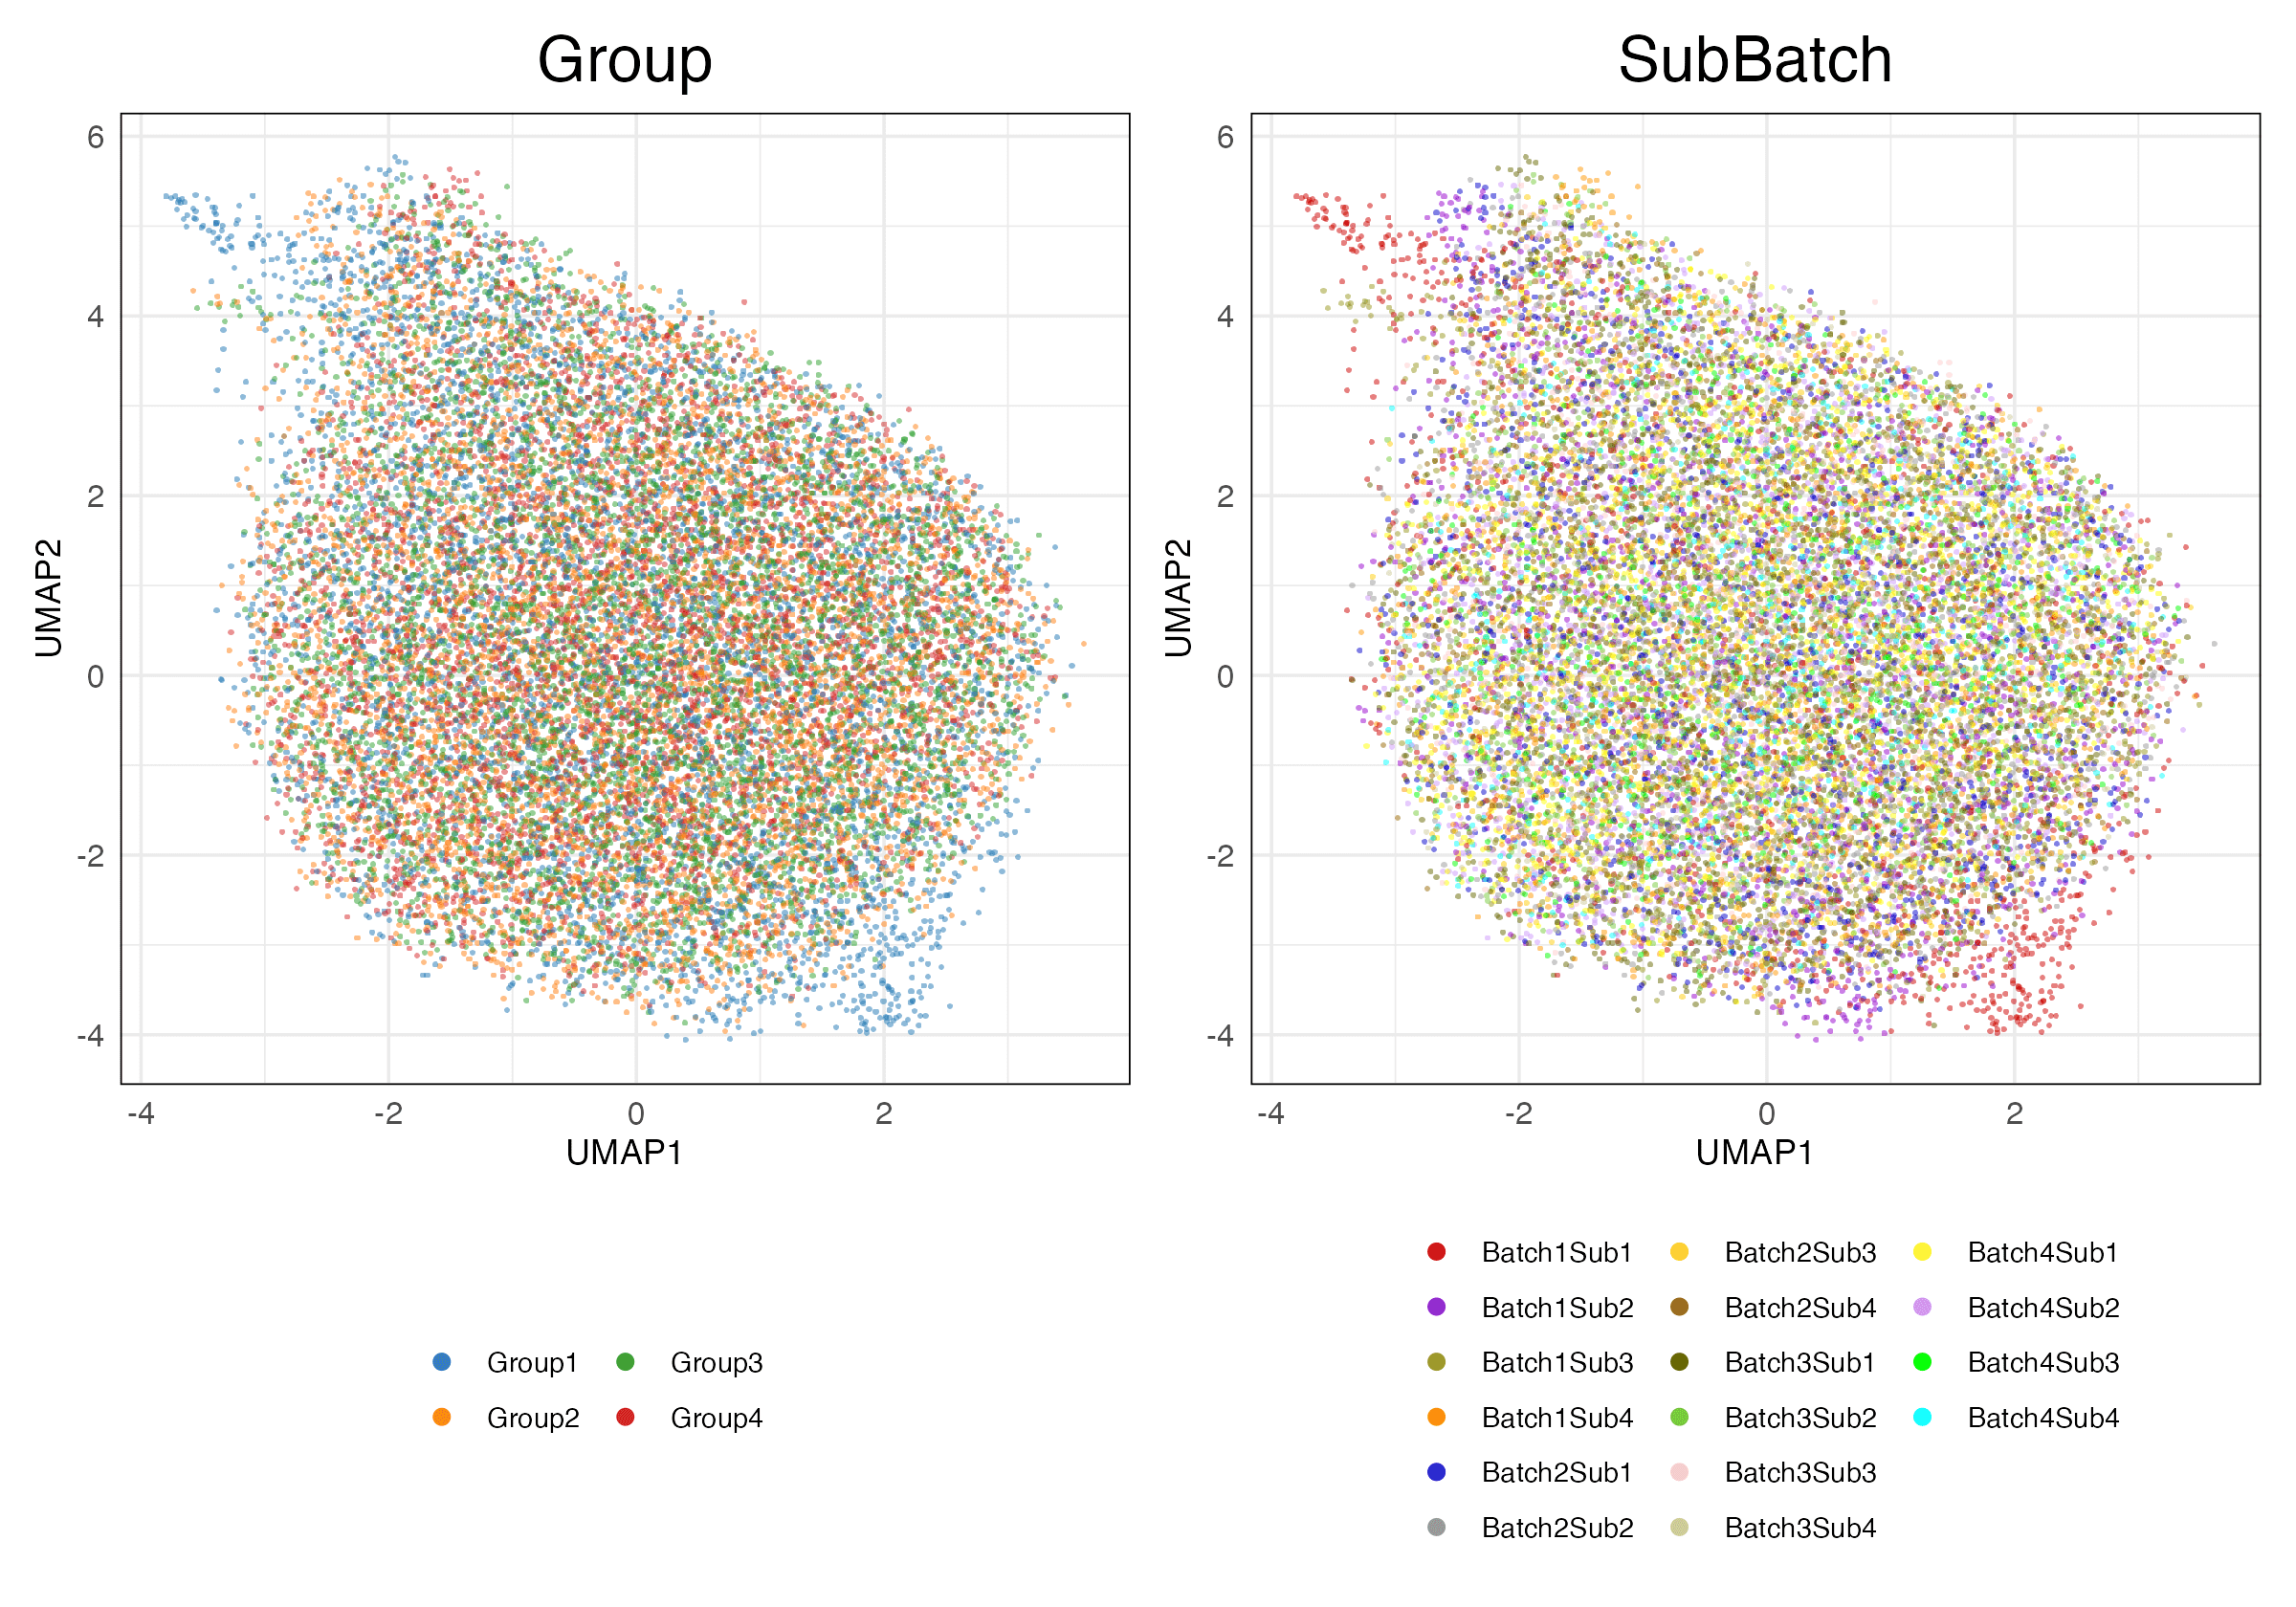 Group
SubBatch
6
4
2
0
-2
-4
UMAP2
-4
-2
0
2
UMAP1
6
4
2
0
-2
-4
UMAP2
-4
-2
0
2
UMAP1
Group1 Group3
Group2 Group4
Batch1Sub1 Batch2Sub3 Batch4Sub1
Batch1Sub2 Batch2Sub4 Batch4Sub2
Batch1Sub3 Batch3Sub1 Batch4Sub3
Batch1Sub4 Batch3Sub2 Batch4Sub4
Batch2Sub1 Batch3Sub3
Batch2Sub2 Batch3Sub4